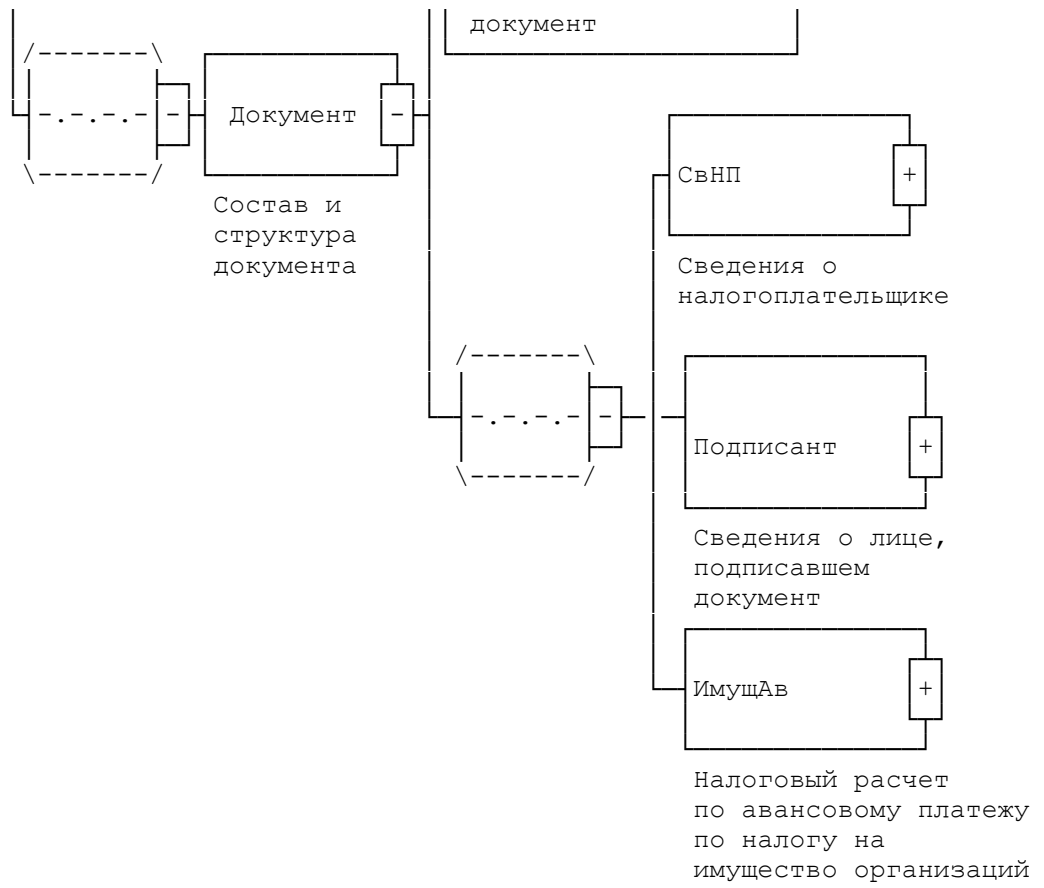 документ
-.-.-.-
-
Документ
-
СвНП
+
Состав и
структура
документа
Сведения о
налогоплательщике
-.-.-.-
-
Подписант
+
Сведения о лице,
подписавшем
документ
ИмущАв
+
Налоговый расчет
по авансовому платежу
по налогу на
имущество организаций